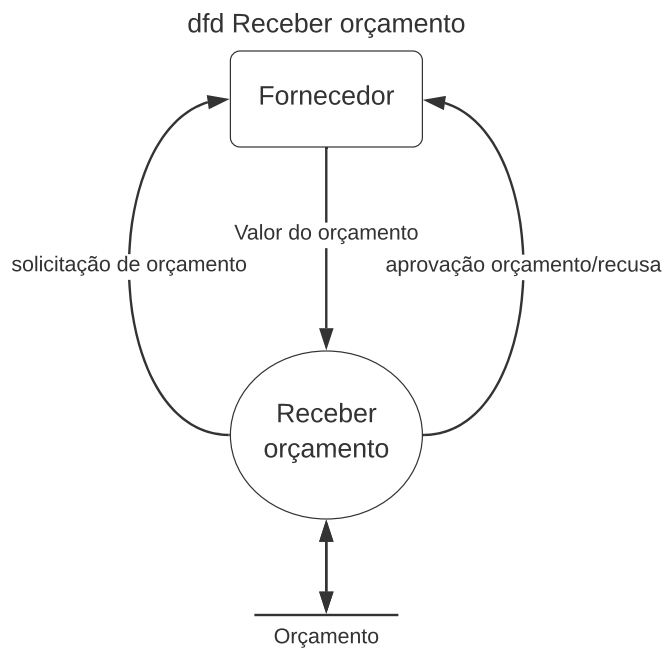 dfd Receber orçamento
Fornecedor
Valor do orçamento
solicitação de orçamento
aprovação orçamento/recusa
Receber
orçamento
Orçamento